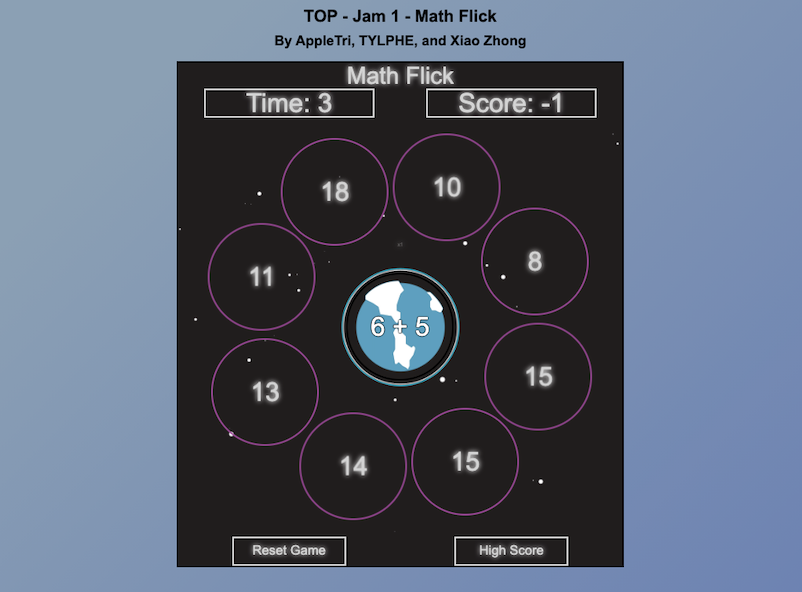 TOP - Jam 1 - Math Flick
By AppleTri, TYLPHE, and Xiao Zhong
Math Flick
Time: 3
Score: -1
18
10
11
8
6 + 5
13
15
14
15
Reset Game
High Score